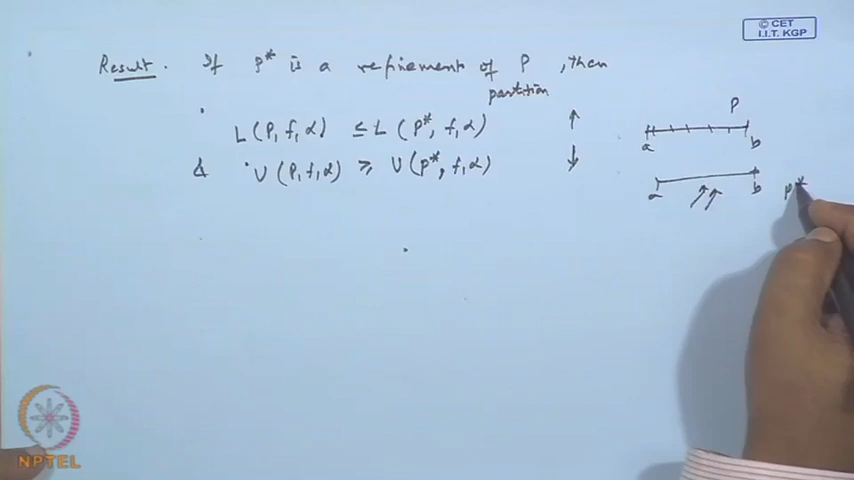 © CET
I.I.T. KGP
Result. If P* is a refinement of P, then
partition
L(P, f, α) ≤ L(P*, f, α) ↑
& U(P, f, α) ≥ U(P*, f, α) ↓
P
a b
a b
P*
NPTEL